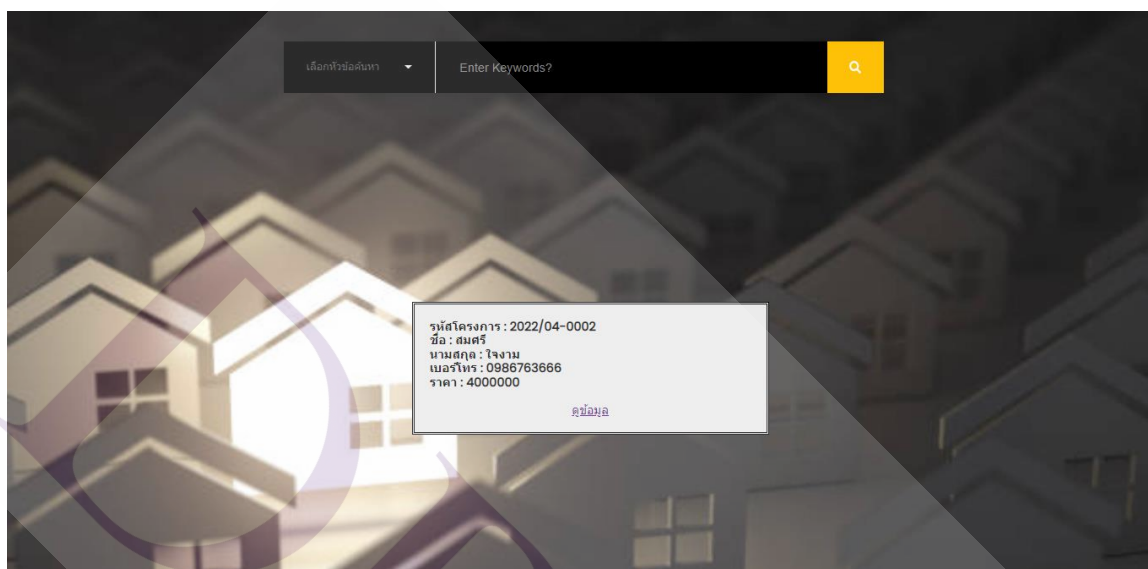 เลือกหัวข้อค้นหา
Enter Keywords?
รหัสโครงการ : 2022/04-0002
ชื่อ : สมศรี
นามสกุล : ใจงาม
เบอร์โทร : 0986763666
ราคา : 4000000
ดูข้อมูล